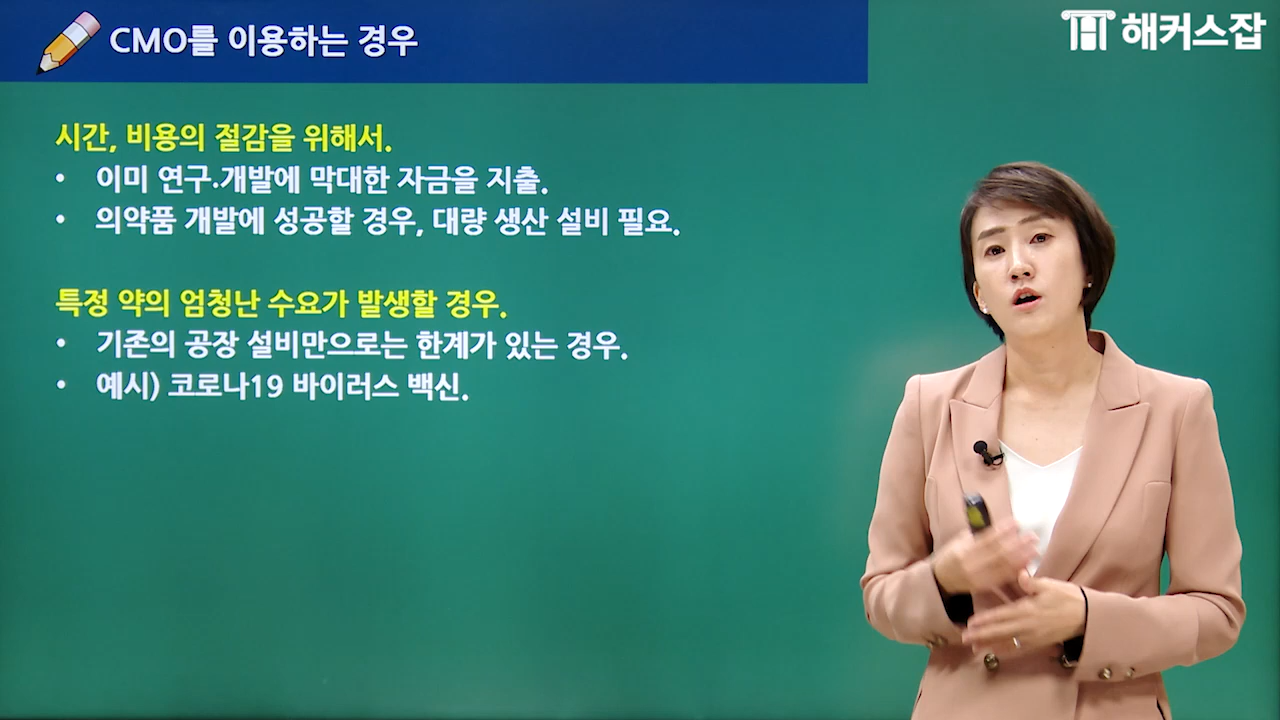 CMO를 이용하는 경우
해커스잡
시간, 비용의 절감을 위해서.
• 이미 연구·개발에 막대한 자금을 지출.
• 의약품 개발에 성공할 경우, 대량 생산 설비 필요.
특정 약의 엄청난 수요가 발생할 경우.
• 기존의 공장 설비만으로는 한계가 있는 경우.
• 예시) 코로나19 바이러스 백신.